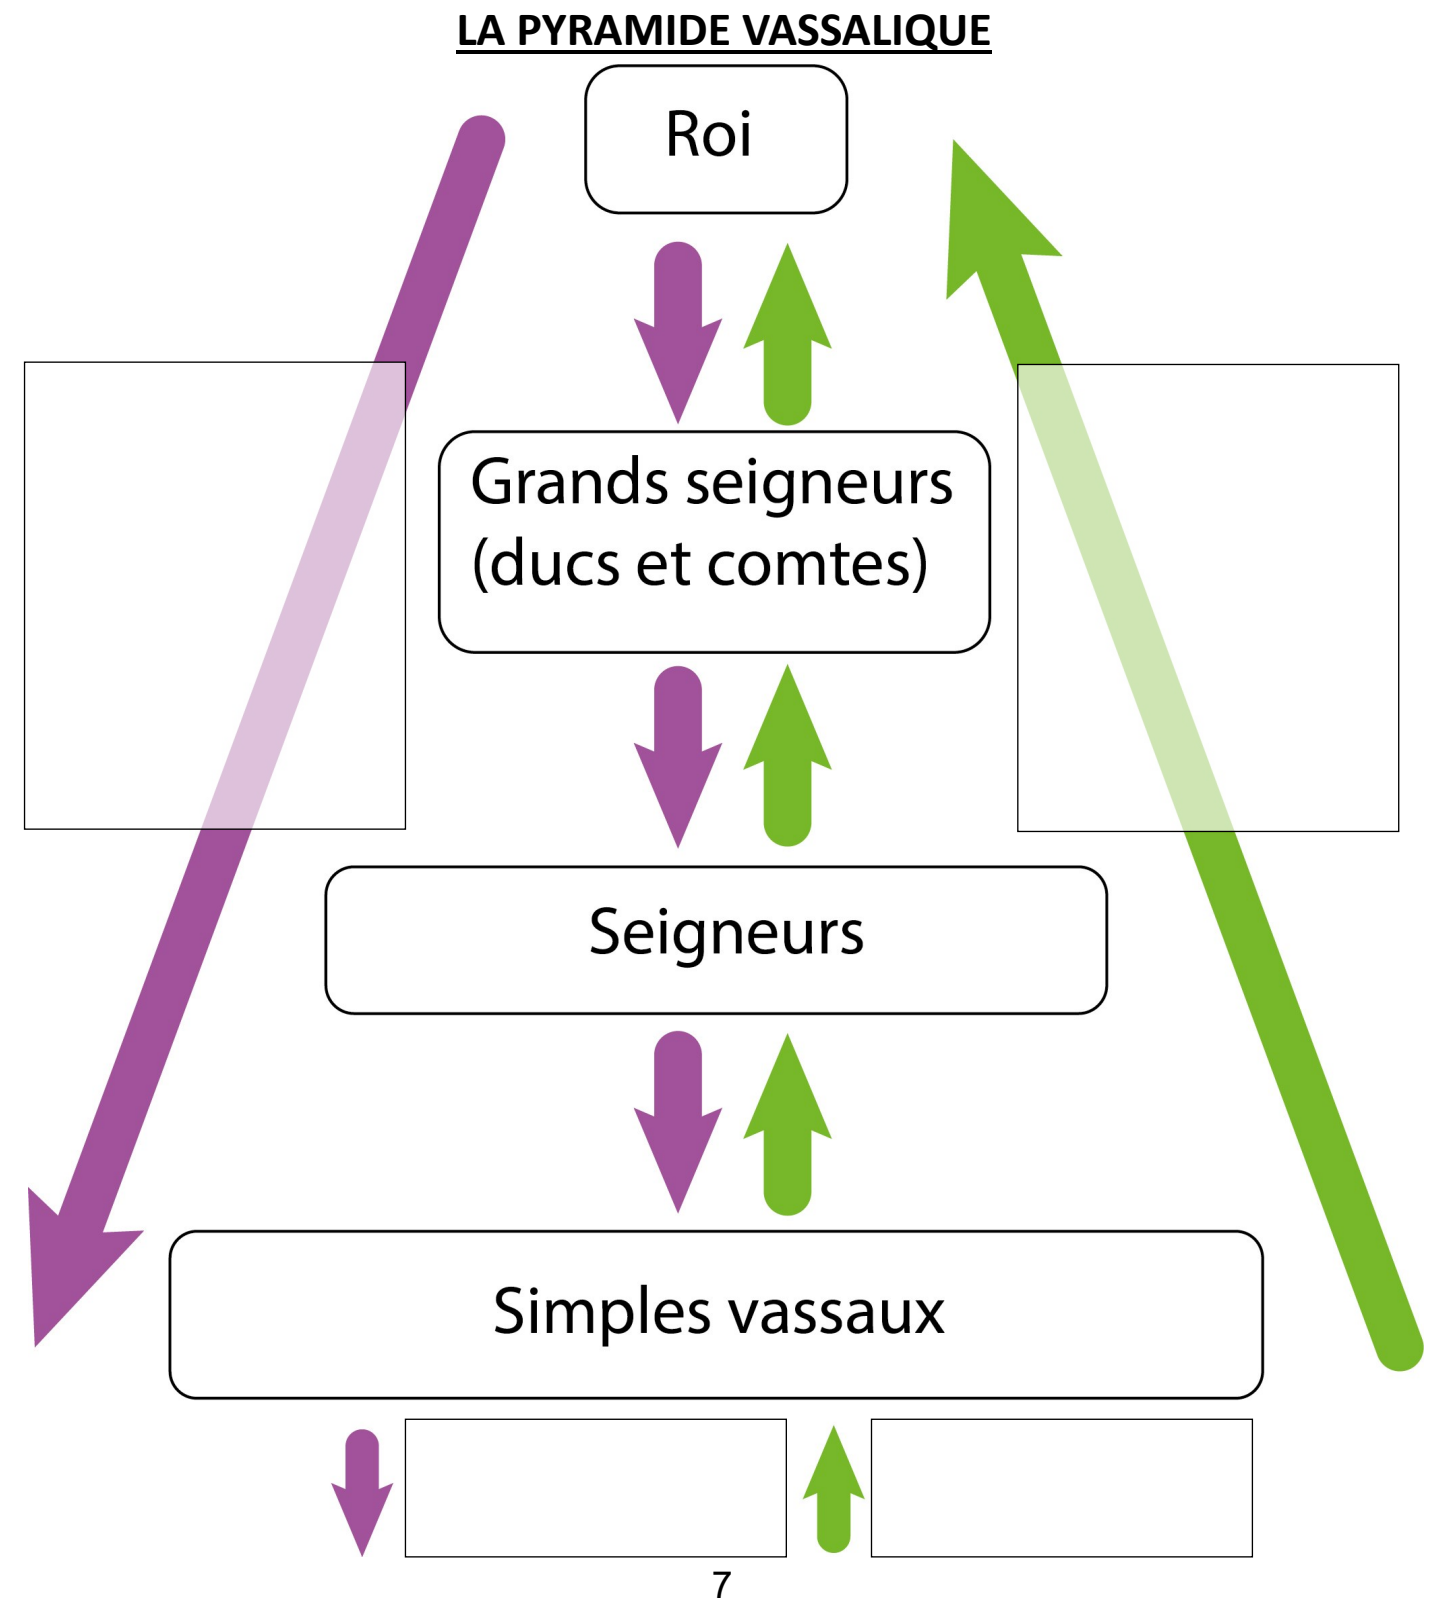 LA PYRAMIDE VASSALIQUE
Roi
Grands seigneurs
(ducs et comtes)
Seigneurs
Simples vassaux
7